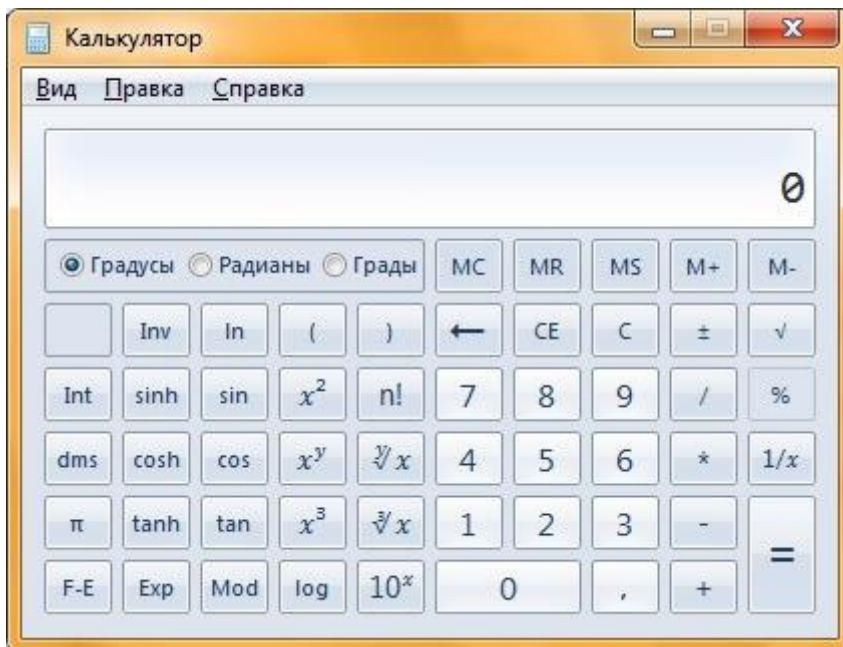 Калькулятор
Вид Правка Справка
0
Градусы Радианы Грады MC MR MS M+ M-
Inv ln ( ) ← CE C ± √
Int sinh sin x² n! 7 8 9 / %
dms cosh cos xʸ ʸ√x 4 5 6 * 1/x
π tanh tan x³ ³√x 1 2 3 - =
F-E Exp Mod log 10ˣ 0 , +